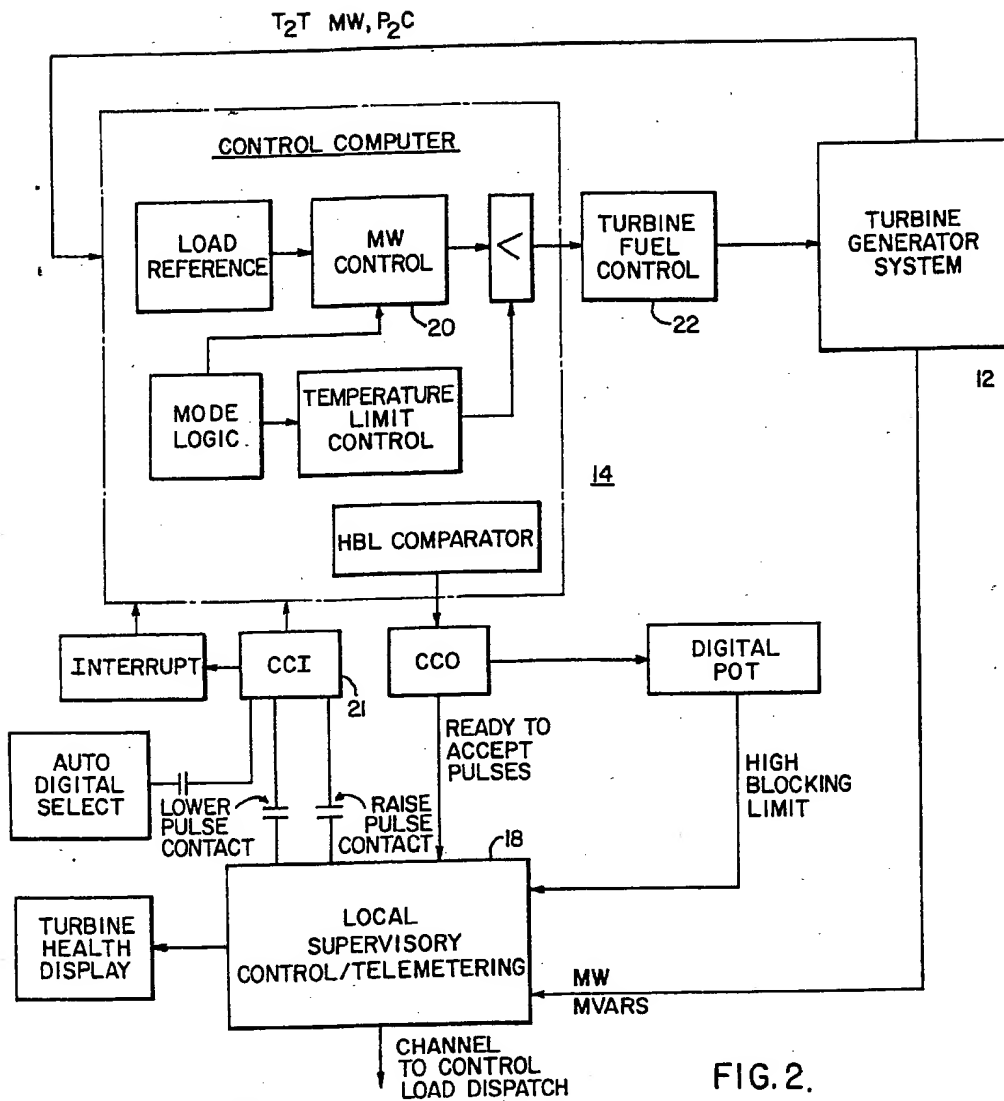 T2T MW, P2C
CONTROL COMPUTER
LOAD
REFERENCE
MW
CONTROL
<
TURBINE
FUEL
CONTROL
TURBINE
GENERATOR
SYSTEM
20
22
12
MODE
LOGIC
TEMPERATURE
LIMIT
CONTROL
14
HBL COMPARATOR
INTERRUPT
CCI
21
CCO
DIGITAL
POT
AUTO
DIGITAL
SELECT
LOWER
PULSE
CONTACT
RAISE
PULSE
CONTACT
READY TO
ACCEPT
PULSES
HIGH
BLOCKING
LIMIT
18
TURBINE
HEALTH
DISPLAY
LOCAL
SUPERVISORY
CONTROL/TELEMETERING
MW
MVARS
CHANNEL
TO CONTROL
LOAD DISPATCH
FIG. 2.